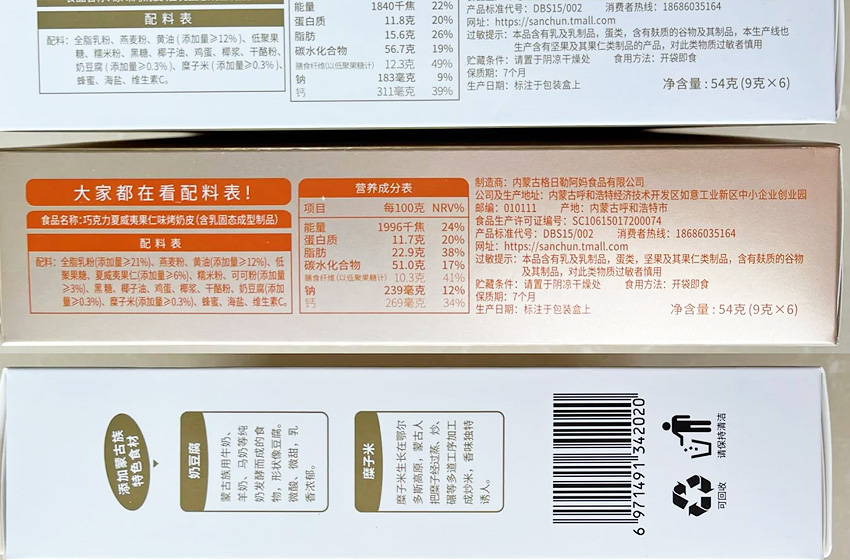 配料表
配料：全脂乳粉、燕麦粉、黄油(添加量≥12%)、低聚果
糖、糯米粉、黑糖、椰子油、鸡蛋、椰浆、干酪粉、
奶豆腐(添加量≥0.3%)、糜子米(添加量≥0.3%)、
蜂蜜、海盐、维生素C。
能量 1840千焦 22%
蛋白质 11.8克 20%
脂肪 15.6克 26%
碳水化合物 56.7克 19%
膳食纤维(以低聚果糖计) 12.3克 49%
钠 183毫克 9%
钙 311毫克 39%
产品标准代号：DBS15/002 消费者热线：18686035164
网址：https://sanchun.tmall.com
过敏提示：本品含有乳及乳制品，蛋类，含有麸质的谷物及其制品，本生产线也
生产含有坚果及其果仁类制品的产品，对此类物质过敏者慎用
贮藏条件：请置于阴凉干燥处 食用方法：开袋即食
保质期：7个月
生产日期：标注于包装盒上
净含量：54克(9克×6)
大家都在看配料表！
食品名称：巧克力夏威夷果仁味烤奶皮(含乳固态成型制品)
配料表
配料：全脂乳粉(添加量≥21%)、燕麦粉、黄油(添加量≥12%)、低
聚果糖、夏威夷果仁(添加量≥6%)、糯米粉、可可粉(添加量
≥3%)、黑糖、椰子油、鸡蛋、椰浆、干酪粉、奶豆腐(添加
量≥0.3%)、糜子米(添加量≥0.3%)、蜂蜜、海盐、维生素C。
营养成分表
项目 每100克 NRV%
能量 1996千焦 24%
蛋白质 11.7克 20%
脂肪 22.9克 38%
碳水化合物 51.0克 17%
膳食纤维(以低聚果糖计) 10.3克 41%
钠 239毫克 12%
钙 269毫克 34%
制造商：内蒙古格日勒阿妈食品有限公司
公司及生产地址：内蒙古呼和浩特经济技术开发区如意工业新区中小企业创业园
邮编：010111 产地：内蒙古呼和浩特市
食品生产许可证编号：SC10615017200074
产品标准代号：DBS15/002 消费者热线：18686035164
网址：https://sanchun.tmall.com
过敏提示：本品含有乳及乳制品，蛋类，坚果及其果仁类制品，含有麸质的谷物
及其制品，对此类物质过敏者慎用
贮藏条件：请置于阴凉干燥处 食用方法：开袋即食
保质期：7个月
生产日期：标注于包装盒上
净含量：54克(9克×6)
添加蒙古族
特色食材
奶豆腐
蒙古族用牛奶、
羊奶、马奶等纯
奶发酵而成的食
物，形状像豆腐。
微酸、微甜，乳
香浓郁。
糜子米
糜子米生长在鄂尔
多斯高原，蒙古人
把糜子经过蒸、炒、
碾等多道工序加工
成炒米，香味独特
诱人。
6 971491 342020
请保持清洁
可回收